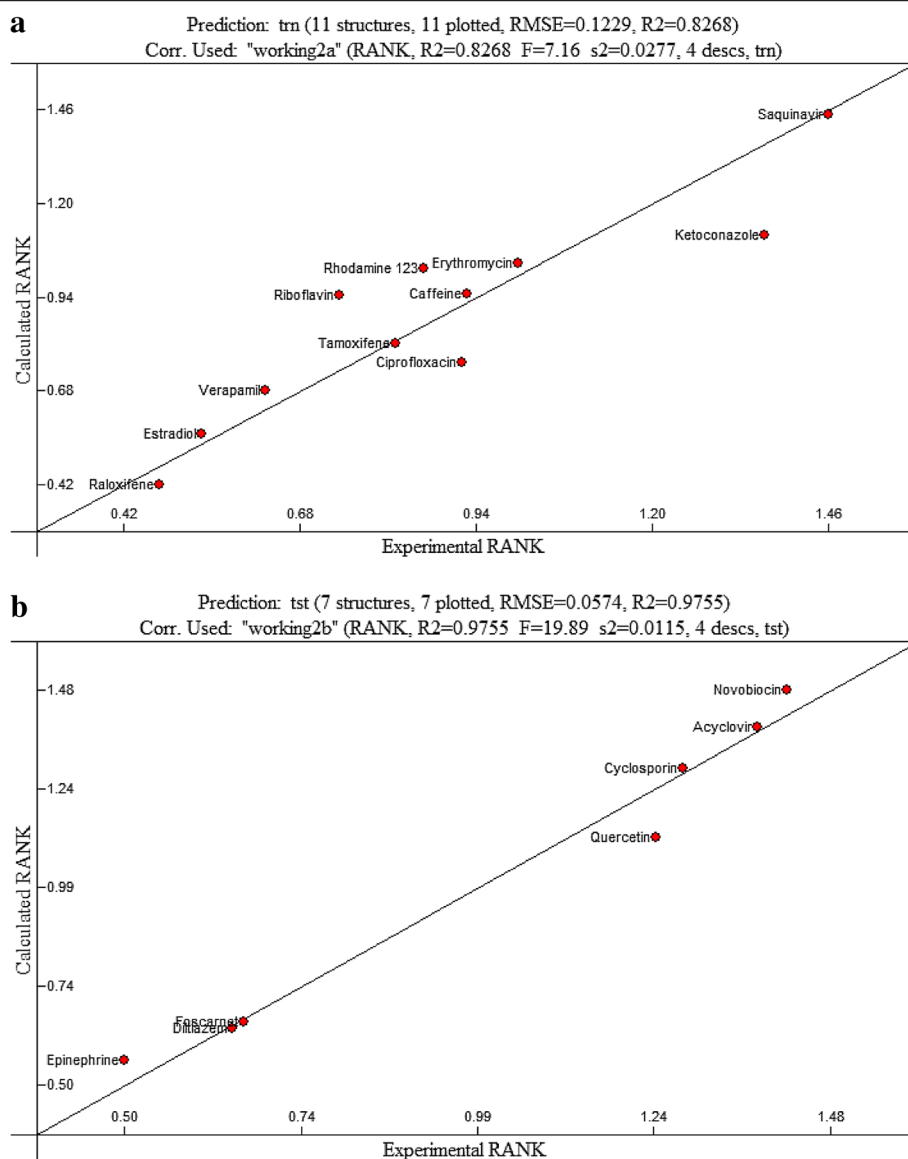 a
Prediction: trn (11 structures, 11 plotted, RMSE=0.1229, R2=0.8268)
Corr. Used: "working2a" (RANK, R2=0.8268 F=7.16 s2=0.0277, 4 descs, trn)
Calculated RANK
1.46
Saquinavir
1.20
Ketoconazole
Erythromycin
Rhodamine 123
0.94
Riboflavin
Caffeine
Tamoxifene
Ciprofloxacin
0.68
Verapamil
Estradiol
0.42
Raloxifene
0.42 0.68 0.94 1.20 1.46
Experimental RANK
b
Prediction: tst (7 structures, 7 plotted, RMSE=0.0574, R2=0.9755)
Corr. Used: "working2b" (RANK, R2=0.9755 F=19.89 s2=0.0115, 4 descs, tst)
Calculated RANK
1.48
Novobiocin
Acyclovir
Cyclosporin
1.24
Quercetin
0.99
0.74
Foscarnet
Diltiazem
Epinephrine
0.50
0.50 0.74 0.99 1.24 1.48
Experimental RANK